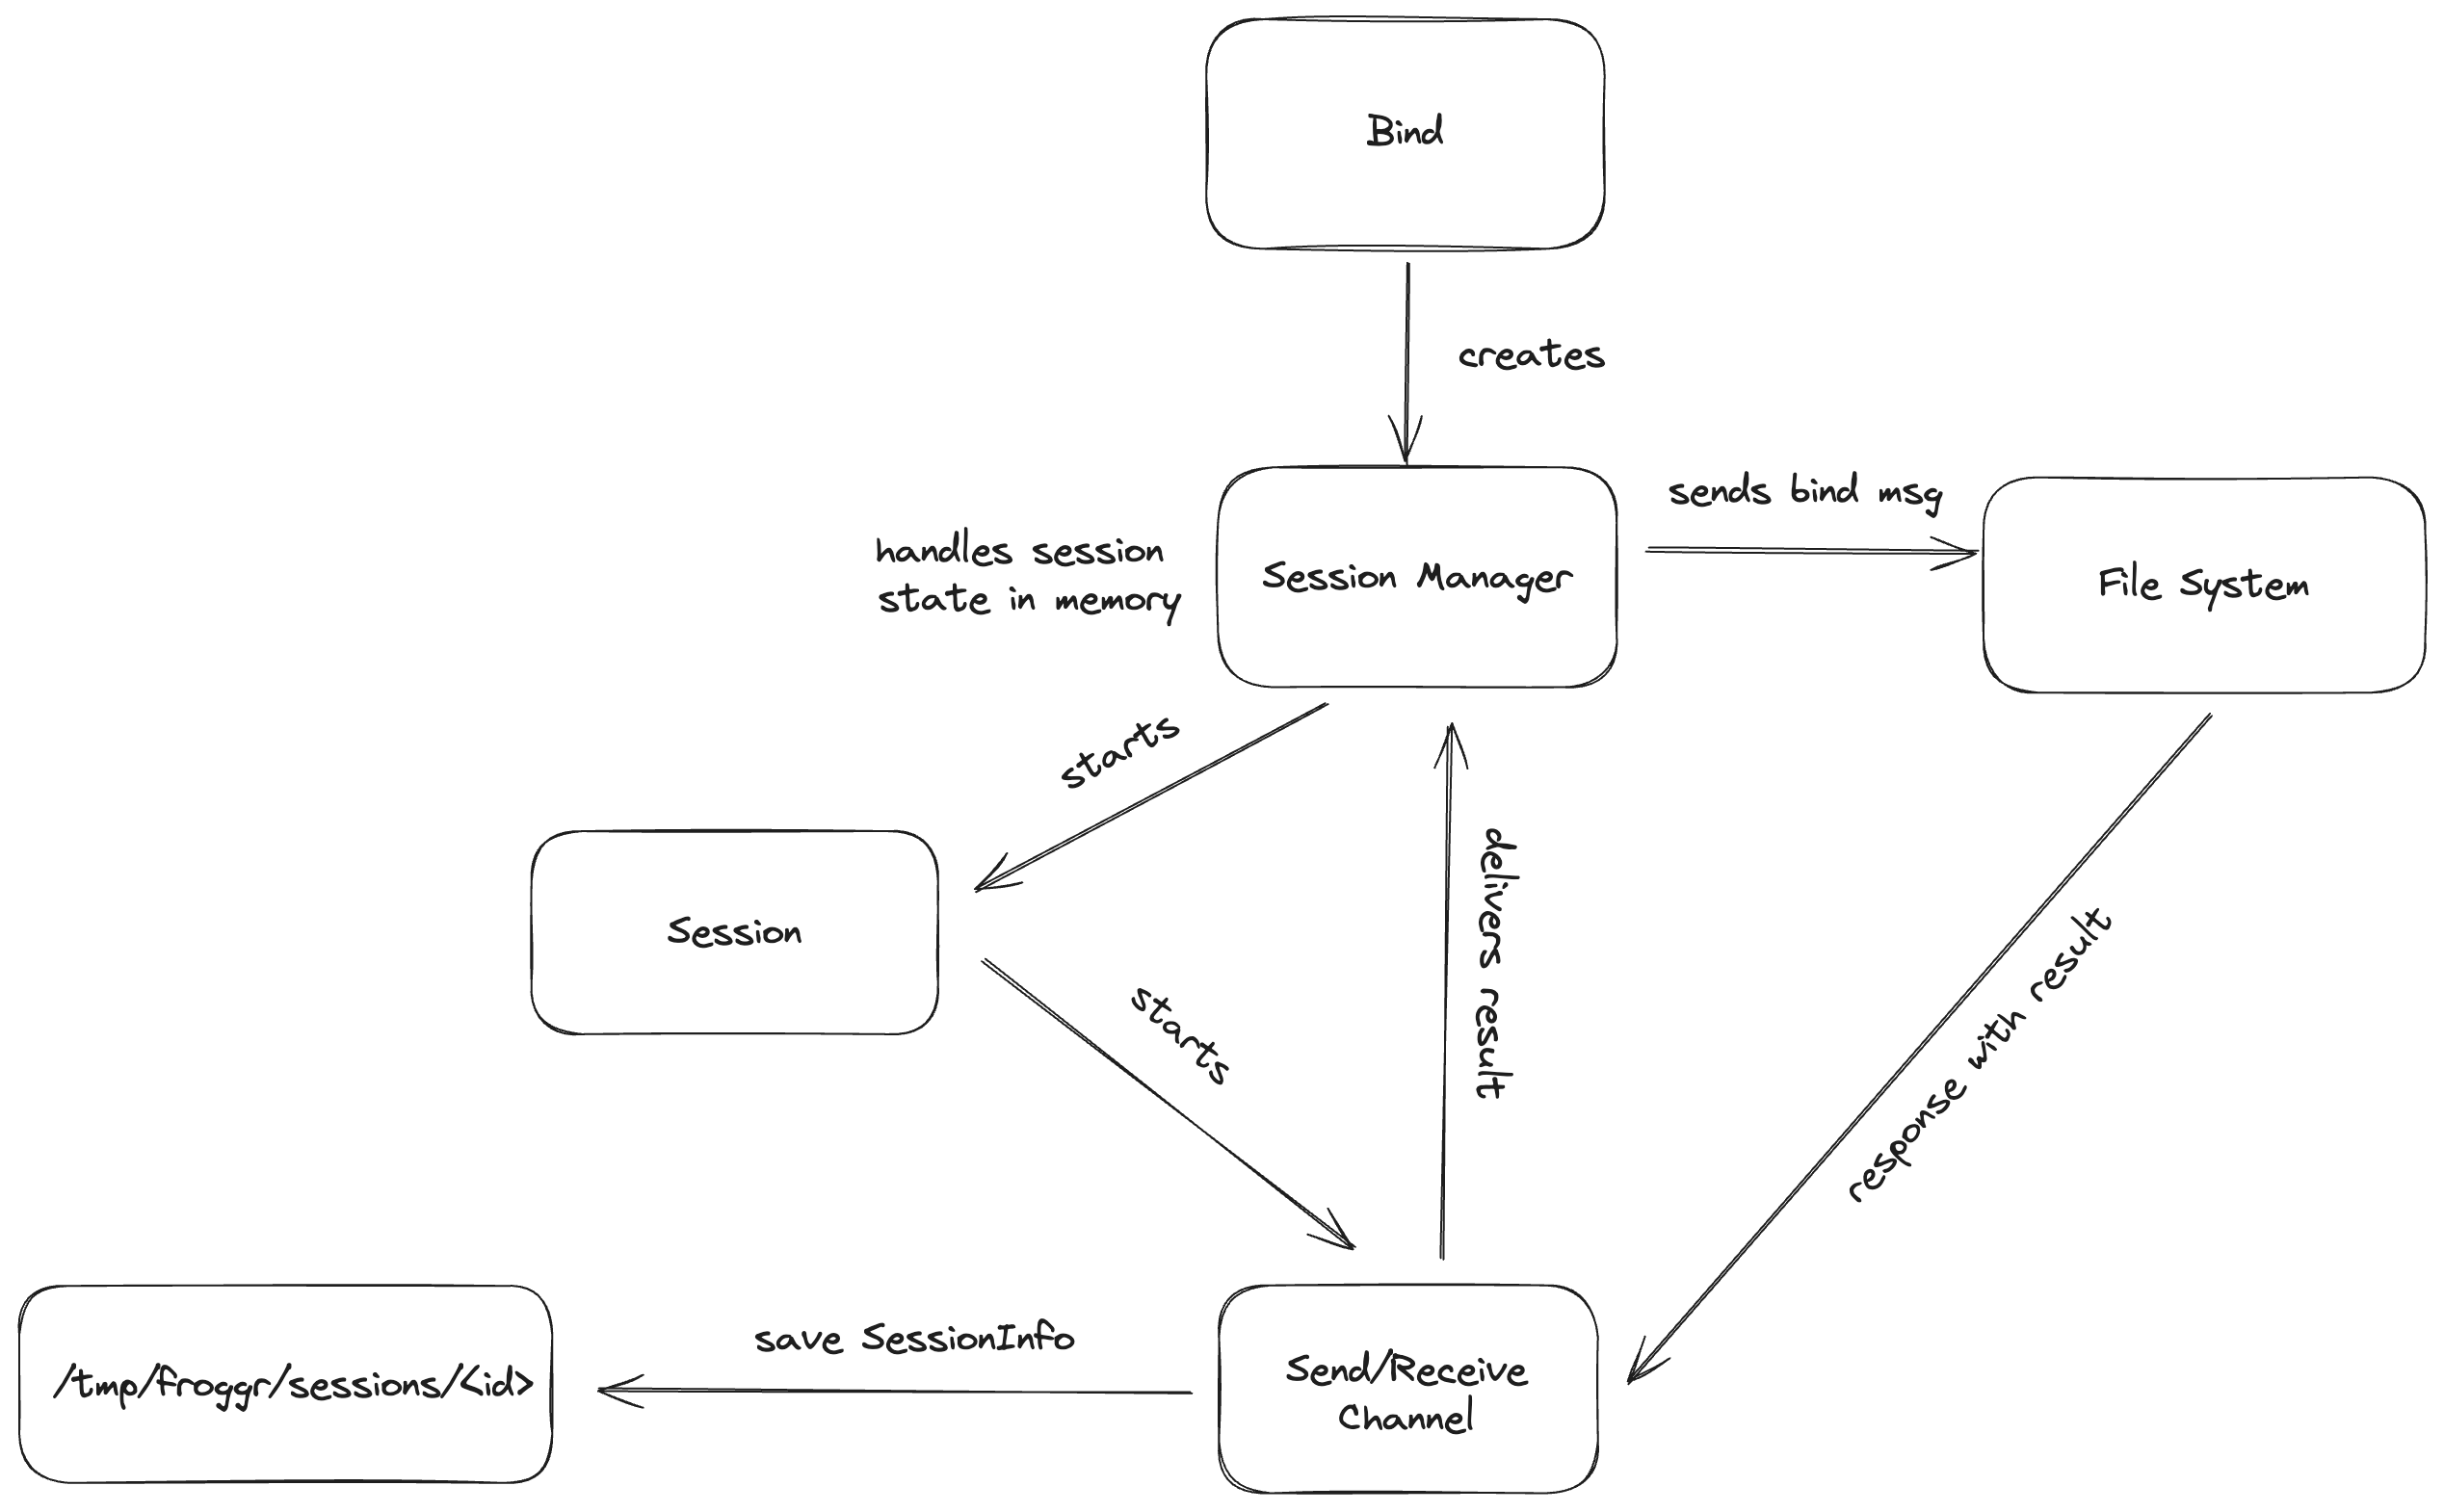 Bind
creates
sends bind msg
handles session
state in memory
Session Manager
File System
starts
delivers result
Session
starts
response with result
save SessionInfo
/tmp/froggr/sessions/<id>
Send/Receive
Channel